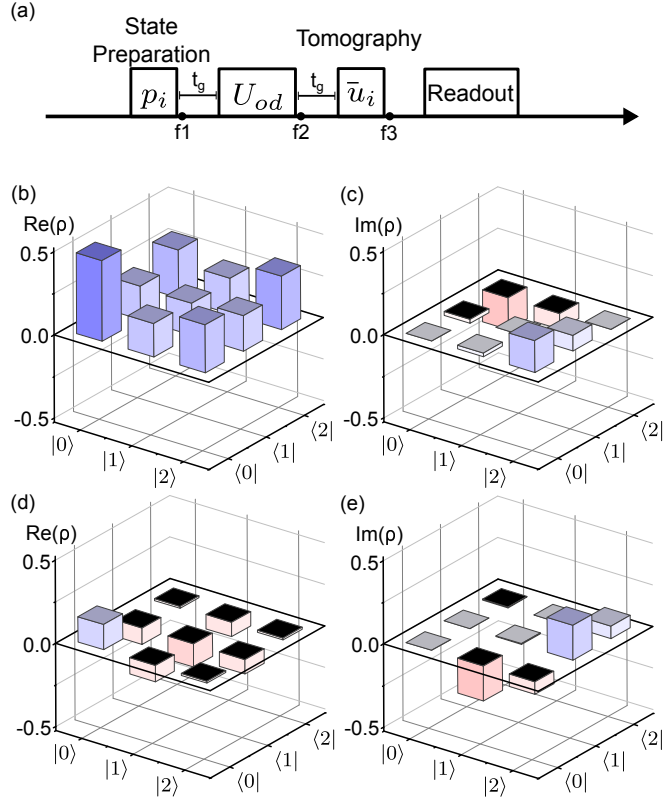 (a)
State
Preparation
Tomography
p_i
t_g
U_{od}
t_g
ū_i
Readout
f1
f2
f3
(b)
Re(ρ)
0.5
0.0
-0.5
|0⟩
|1⟩
|2⟩
⟨0|
⟨1|
⟨2|
(c)
Im(ρ)
0.5
0.0
-0.5
|0⟩
|1⟩
|2⟩
⟨0|
⟨1|
⟨2|
(d)
Re(ρ)
0.5
0.0
-0.5
|0⟩
|1⟩
|2⟩
⟨0|
⟨1|
⟨2|
(e)
Im(ρ)
0.5
0.0
-0.5
|0⟩
|1⟩
|2⟩
⟨0|
⟨1|
⟨2|